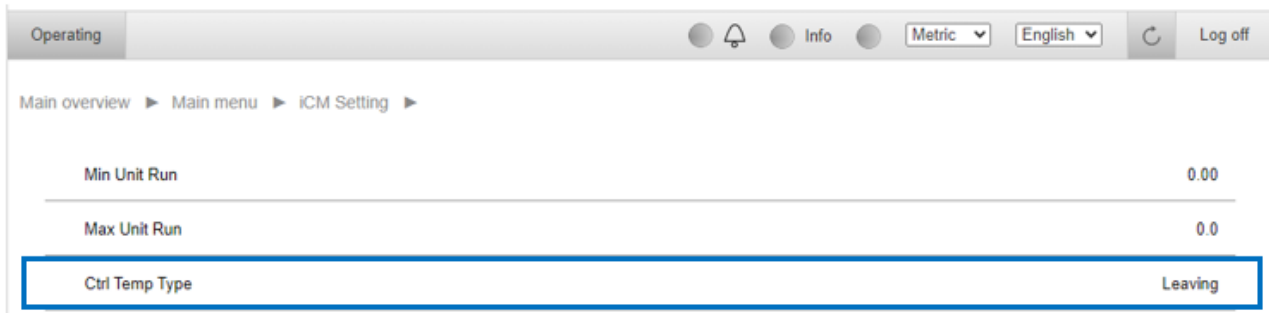 Operating Info Metric English Log off
Main overview ► Main menu ► iCM Setting ►
Min Unit Run 0.00
Max Unit Run 0.0
Ctrl Temp Type Leaving